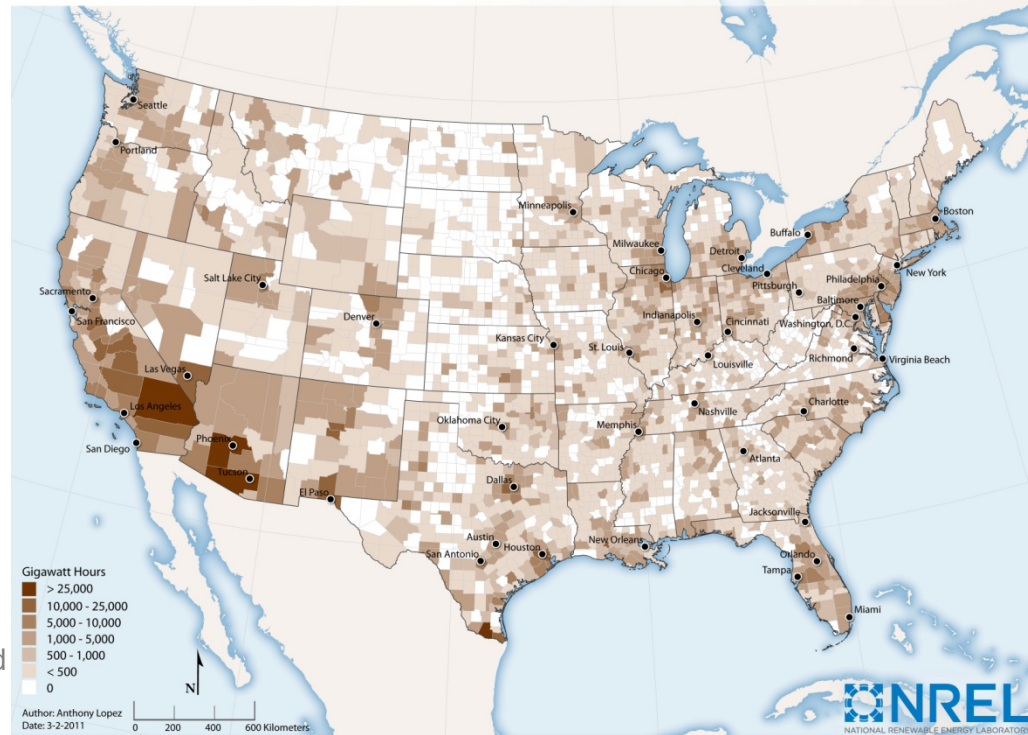 Seattle
Portland
Minneapolis
Boston
Buffalo
Milwaukee
Detroit
New York
Chicago
Cleveland
Salt Lake City
Pittsburgh
Philadelphia
Sacramento
Baltimore
Denver
Indianapolis
Cincinnati
Washington, D.C.
San Francisco
Kansas City
St. Louis
Richmond
Virginia Beach
Louisville
Las Vegas
Nashville
Charlotte
Los Angeles
Oklahoma City
Memphis
Phoenix
San Diego
Atlanta
Tucson
Dallas
El Paso
Jacksonville
Austin
New Orleans
Houston
San Antonio
Orlando
Tampa
Miami
Gigawatt Hours
> 25,000
10,000 - 25,000
5,000 - 10,000
1,000 - 5,000
500 - 1,000
< 500
0
d
N
Author: Anthony Lopez
Date: 3-2-2011
0 200 400 600 Kilometers
NREL
NATIONAL RENEWABLE ENERGY LABORATORY